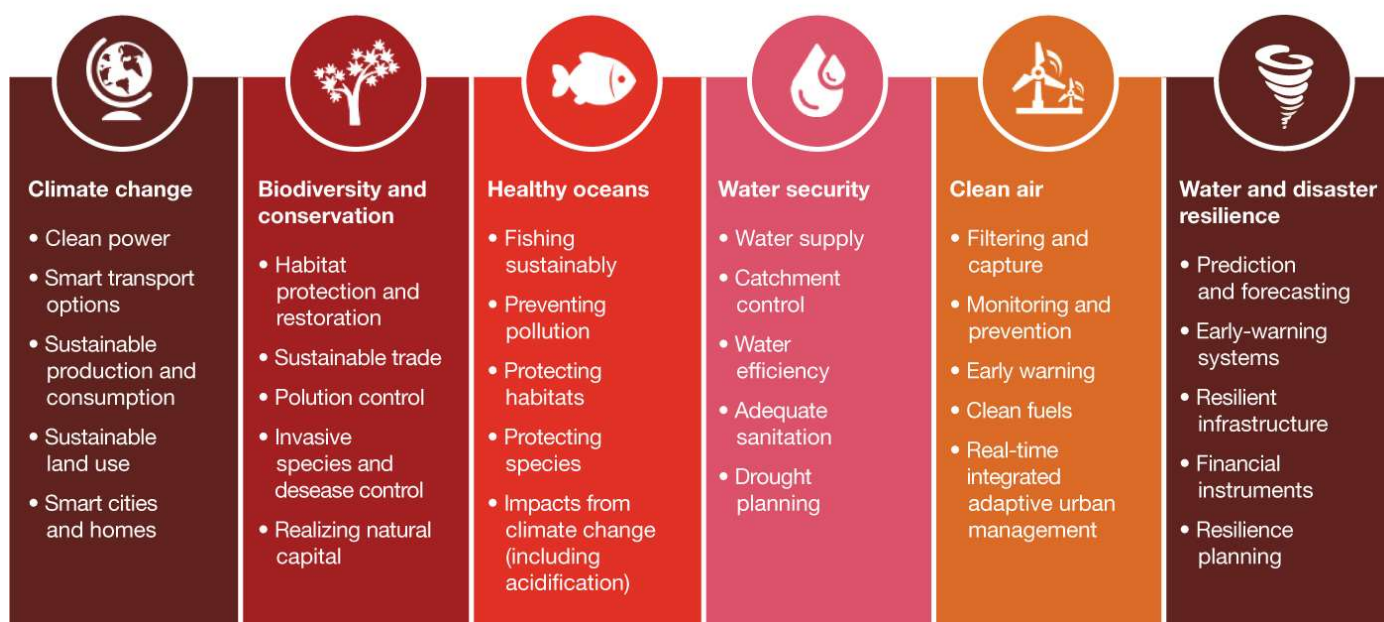 Climate change
• Clean power
• Smart transport
options
• Sustainable
production and
consumption
• Sustainable
land use
• Smart cities
and homes
Biodiversity and
conservation
• Habitat
protection and
restoration
• Sustainable trade
• Polution control
• Invasive
species and
desease control
• Realizing natural
capital
Healthy oceans
• Fishing
sustainably
• Preventing
pollution
• Protecting
habitats
• Protecting
species
• Impacts from
climate change
(including
acidification)
Water security
• Water supply
• Catchment
control
• Water
efficiency
• Adequate
sanitation
• Drought
planning
Clean air
• Filtering and
capture
• Monitoring and
prevention
• Early warning
• Clean fuels
• Real-time
integrated
adaptive urban
management
Water and disaster
resilience
• Prediction
and forecasting
• Early-warning
systems
• Resilient
infrastructure
• Financial
instruments
• Resilience
planning